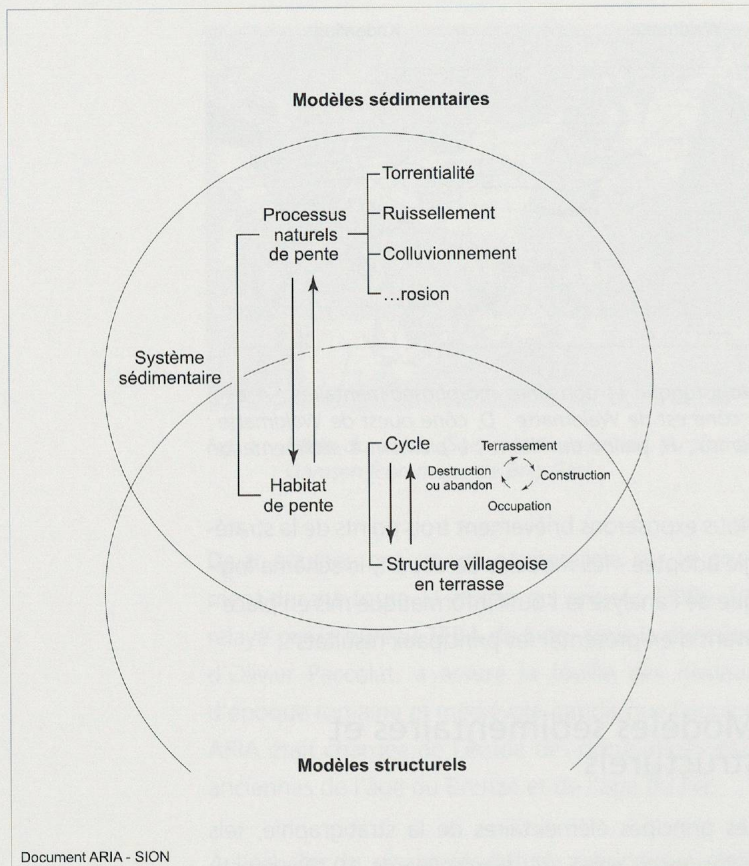 Modèles sédimentaires
Torrentialité
Processus
naturels
de pente
Ruissellement
Colluvionnement
...rosion
Système
sédimentaire
Cycle
Terrassement
Destruction
ou abandon
Construction
Occupation
Habitat
de pente
Structure villageoise
en terrasse
Modèles structurels
Document ARIA - SION